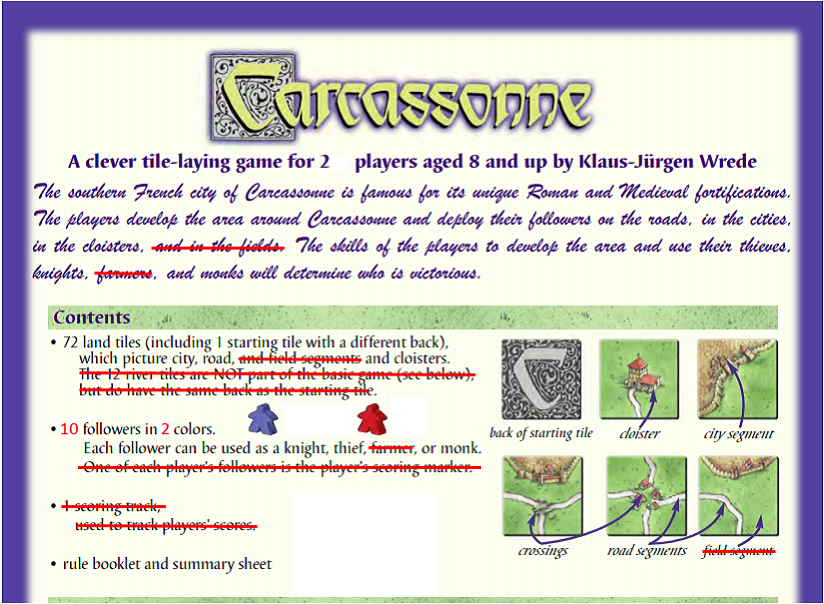 Carcassonne
A clever tile-laying game for 2 players aged 8 and up by Klaus-Jürgen Wrede
The southern French city of Carcassonne is famous for its unique Roman and Medieval fortifications.
The players develop the area around Carcassonne and deploy their followers on the roads, in the cities,
in the cloisters, and in the fields. The skills of the players to develop the area and use their thieves,
knights, farmers, and monks will determine who is victorious.
Contents
• 72 land tiles (including 1 starting tile with a different back),
which picture city, road, and field segments and cloisters.
The 12 river tiles are NOT part of the basic game (see below),
but do have the same back as the starting tile.
• 10 followers in 2 colors.
Each follower can be used as a knight, thief, farmer, or monk.
One of each player's followers is the player's scoring marker.
• 1 scoring track,
used to track players' scores.
• rule booklet and summary sheet
C
back of starting tile
cloister
city segment
crossings
road segments
field segment